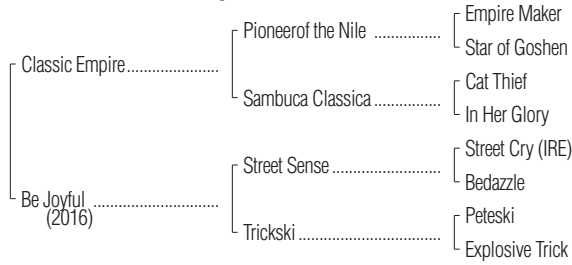 Empire Maker
Pioneerof the Nile ................
Star of Goshen
Classic Empire......................
Cat Thief
Sambuca Classica................
In Her Glory
Street Cry (IRE)
Street Sense ..........................
Bedazzle
Be Joyful ..............................
(2016)
Peteski
Trickski ..................................
Explosive Trick